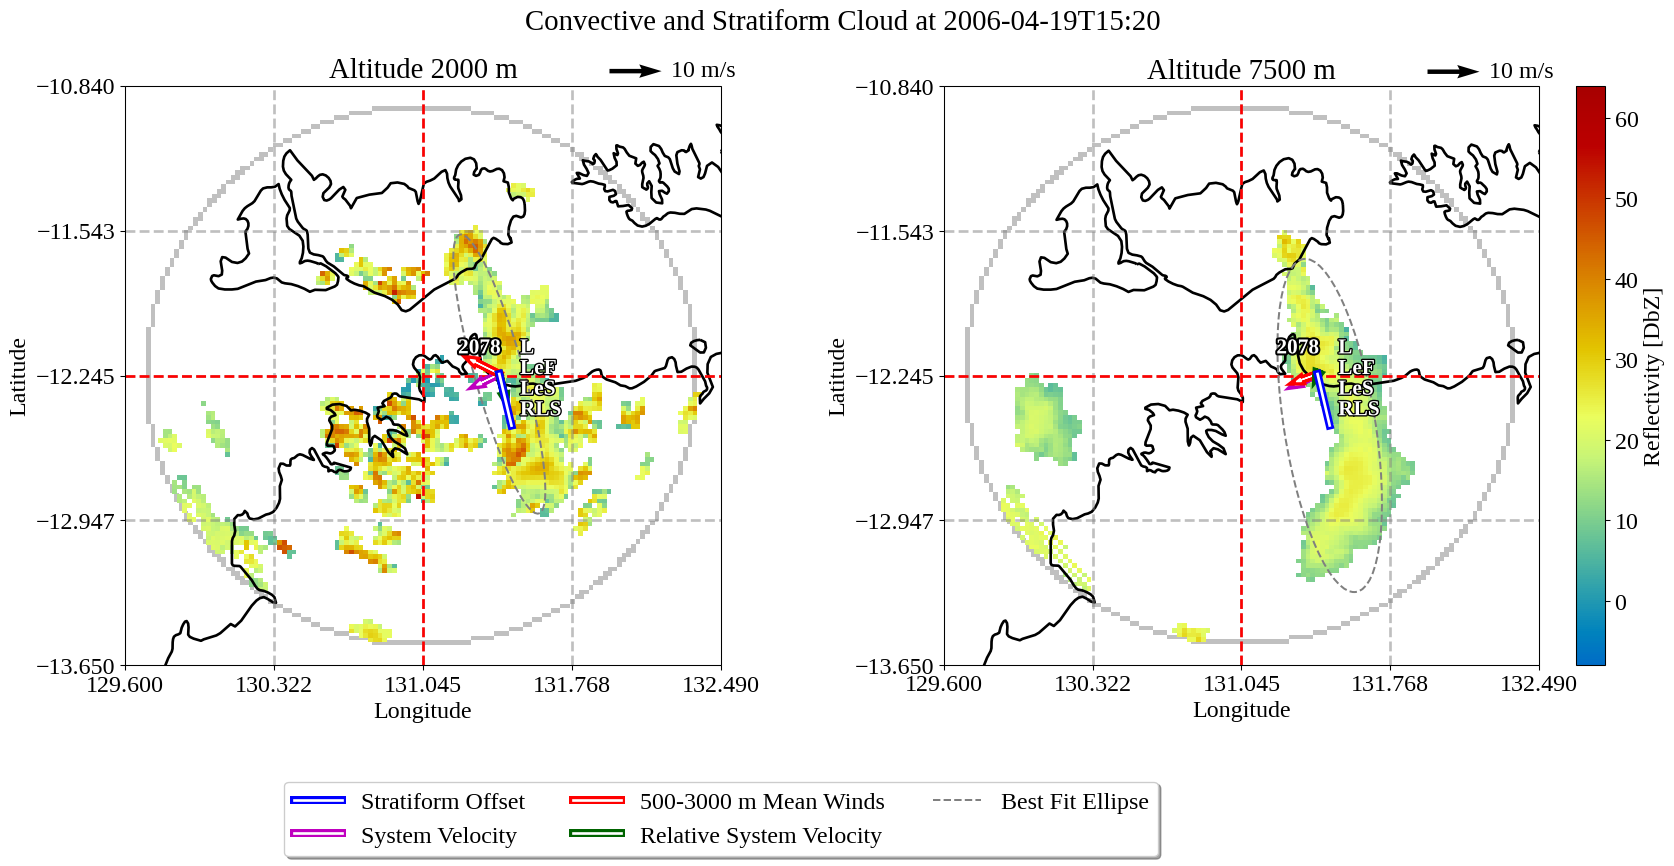 Convective and Stratiform Cloud at 2006-04-19T15:20
Altitude 2000 m
10 m/s
−10.840
−11.543
−12.245
−12.947
−13.650
129.600
130.322
131.045
131.768
132.490
Longitude
Latitude
2078
L
LeF
LeS
RLS
Altitude 7500 m
10 m/s
−10.840
−11.543
−12.245
−12.947
−13.650
129.600
130.322
131.045
131.768
132.490
Longitude
Latitude
2078
L
LeF
LeS
RLS
60
50
40
30
20
10
0
Reflectivity [DbZ]
Stratiform Offset
System Velocity
500-3000 m Mean Winds
Relative System Velocity
Best Fit Ellipse